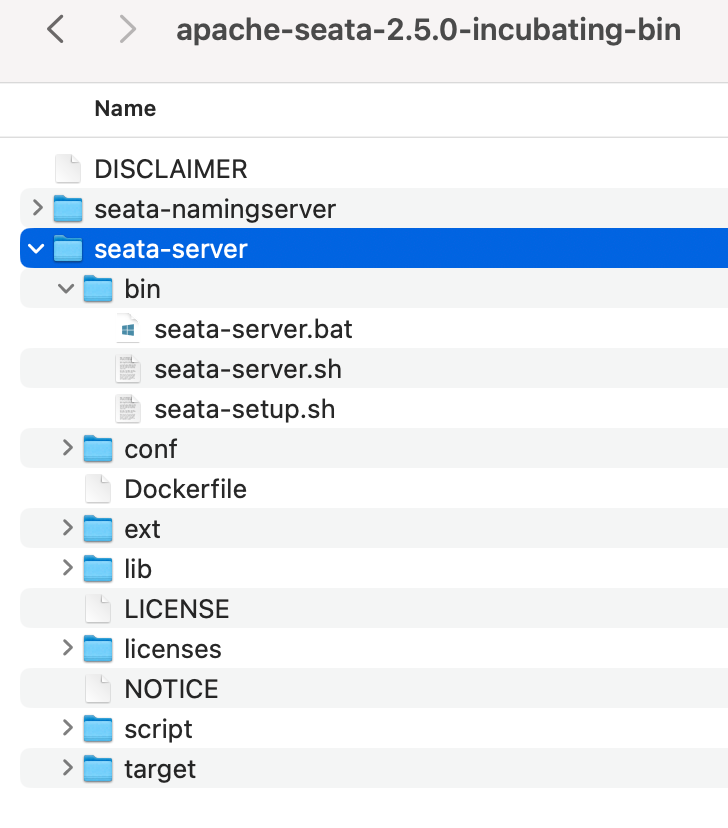 apache-seata-2.5.0-incubating-bin
Name
DISCLAIMER
seata-namingserver
seata-server
bin
seata-server.bat
seata-server.sh
seata-setup.sh
conf
Dockerfile
ext
lib
LICENSE
licenses
NOTICE
script
target